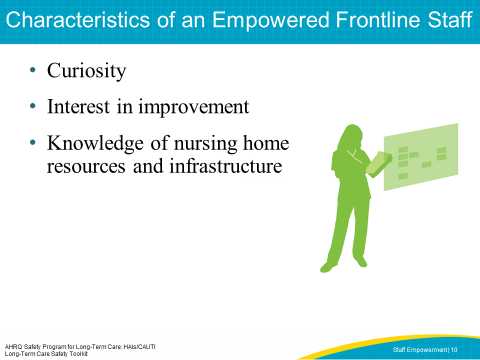 Characteristics of an Empowered Frontline Staff
• Curiosity
• Interest in improvement
• Knowledge of nursing home
resources and infrastructure
AHRQ Safety Program for Long-Term Care: HAIs/CAUTI
Long-Term Care Safety Toolkit
Staff Empowerment| 10